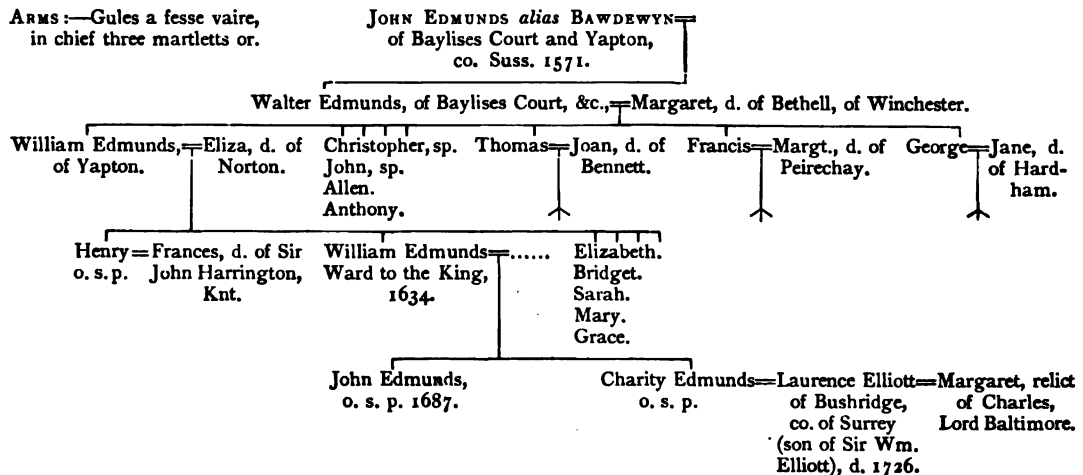 ARMS :—Gules a fesse vaire,
in chief three martletts or.
JOHN EDMUNDS alias BAWDEWYN=
of Baylises Court and Yapton,
co. Suss. 1571.
Walter Edmunds, of Baylises Court, &c.,=Margaret, d. of Bethell, of Winchester.
William Edmunds,=Eliza, d. of
of Yapton. Norton.
Christopher, sp.
John, sp.
Allen.
Anthony.
Thomas=Joan, d. of
Bennett.
Francis=Margt., d. of
Peirechay.
George=Jane, d.
of Hard-
ham.
Henry=Frances, d. of Sir
o. s. p. John Harrington,
Knt.
William Edmunds=......
Ward to the King,
1634.
Elizabeth.
Bridget.
Sarah.
Mary.
Grace.
John Edmunds,
o. s. p. 1687.
Charity Edmunds=Laurence Elliott=Margaret, relict
o. s. p. of Bushridge, of Charles,
co. of Surrey Lord Baltimore.
(son of Sir Wm.
Elliott), d. 1726.